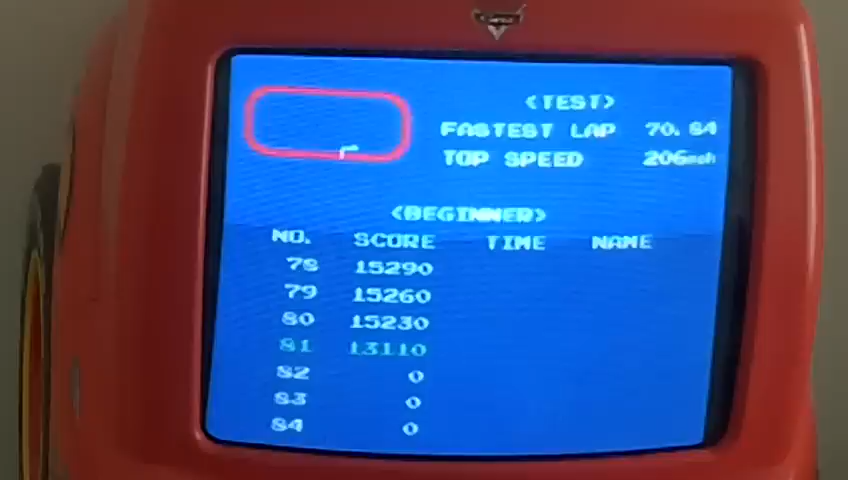 <TEST>
FASTEST LAP 70.84
TOP SPEED 206mph
<BEGINNER>
NO. SCORE TIME NAME
78 15290
79 15260
80 15230
81 13110
82 0
83 0
84 0